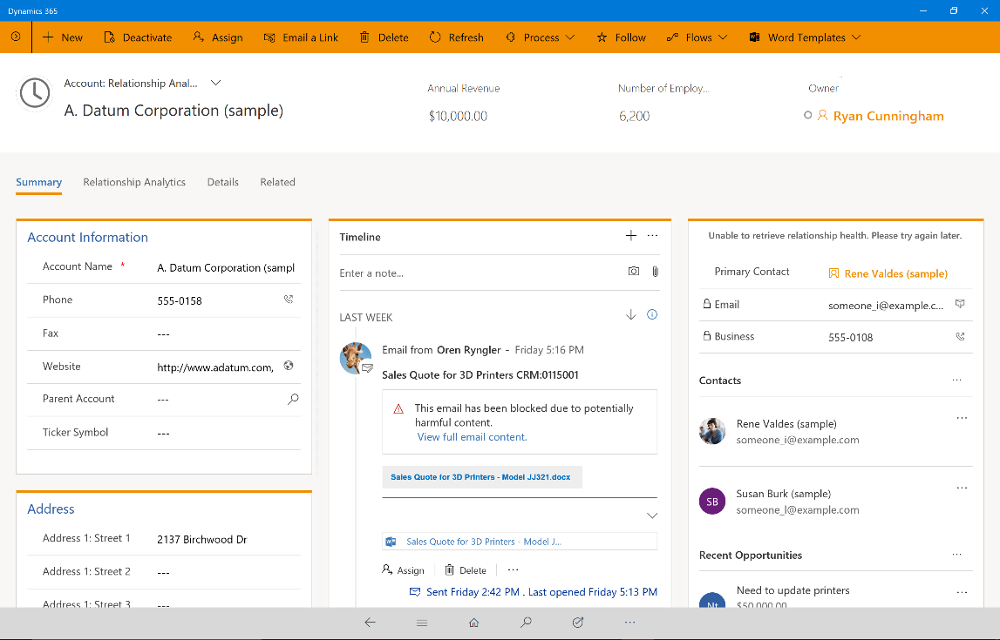 Dynamics 365
New Deactivate Assign Email a Link Delete Refresh Process Follow Flows Word Templates
Account: Relationship Anal...
A. Datum Corporation (sample)
Annual Revenue
$10,000.00
Number of Employ...
6,200
Owner
Ryan Cunningham
Summary Relationship Analytics Details Related
Account Information
Account Name * A. Datum Corporation (sampl
Phone 555-0158
Fax ---
Website http://www.adatum.com,
Parent Account ---
Ticker Symbol ---
Address
Address 1: Street 1 2137 Birchwood Dr
Address 1: Street 2 ---
Address 1: Street 3 ---
Timeline
Enter a note...
LAST WEEK
Email from Oren Ryngler - Friday 5:16 PM
Sales Quote for 3D Printers CRM:0115001
This email has been blocked due to potentially
harmful content.
View full email content.
Sales Quote for 3D Printers - Model JJ321.docx
Sales Quote for 3D Printers - Model J...
Assign Delete ...
Sent Friday 2:42 PM . Last opened Friday 5:13 PM
Unable to retrieve relationship health. Please try again later.
Primary Contact Rene Valdes (sample)
Email someone_i@example.c...
Business 555-0108
Contacts
Rene Valdes (sample)
someone_i@example.com
SB
Susan Burk (sample)
someone_l@example.com
Recent Opportunities
Nt
Need to update printers
$50,000.00